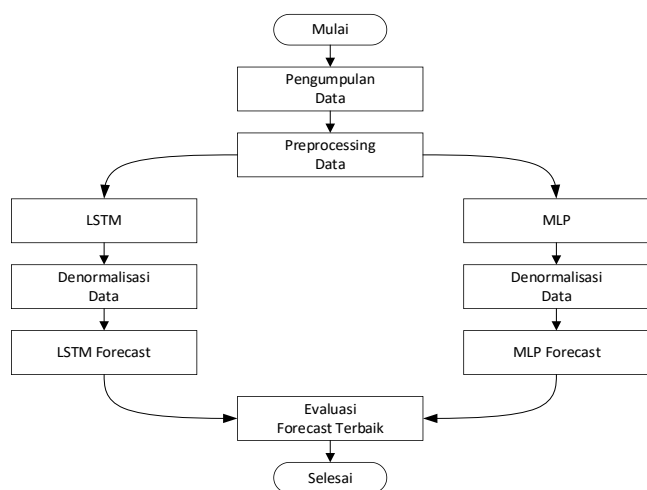 Mulai
Pengumpulan
Data
Preprocessing
Data
LSTM
MLP
Denormalisasi
Data
Denormalisasi
Data
LSTM Forecast
MLP Forecast
Evaluasi
Forecast Terbaik
Selesai